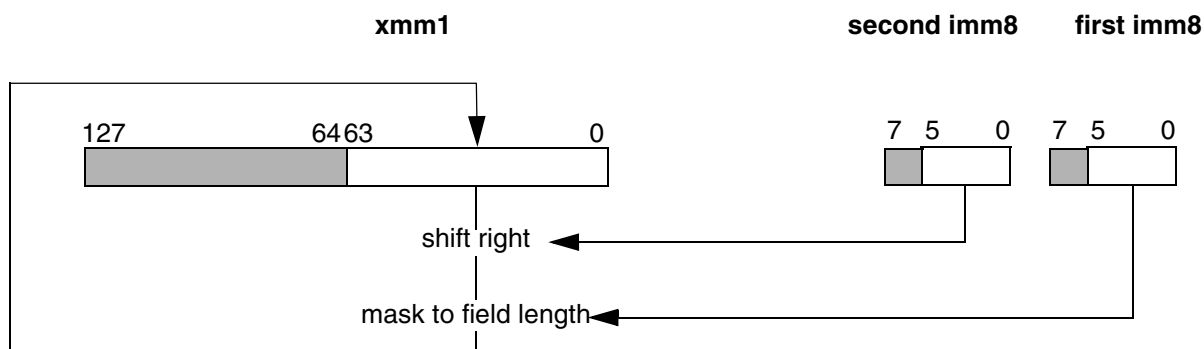 xmm1 second imm8 first imm8
127 64 63 0 7 5 0 7 5 0
shift right
mask to field length